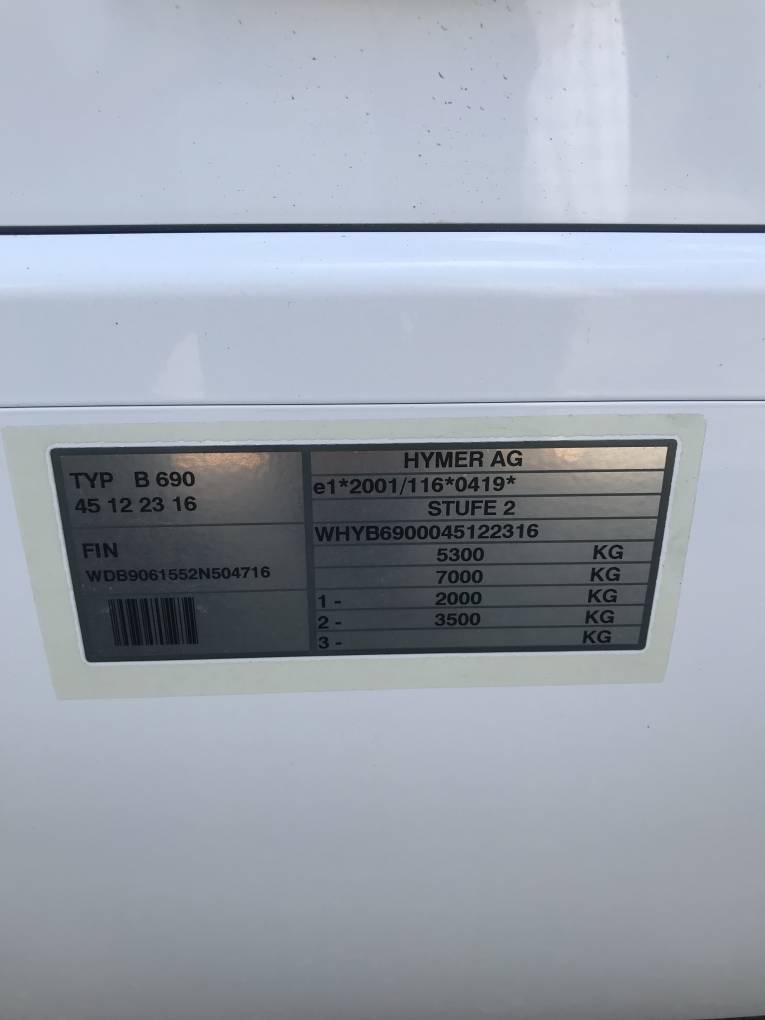 TYP B 690
45 12 23 16
FIN
WDB9061552N504716
HYMER AG
e1*2001/116*0419*
STUFE 2
WHYB6900045122316
5300 KG
7000 KG
1 - 2000 KG
2 - 3500 KG
3 - KG